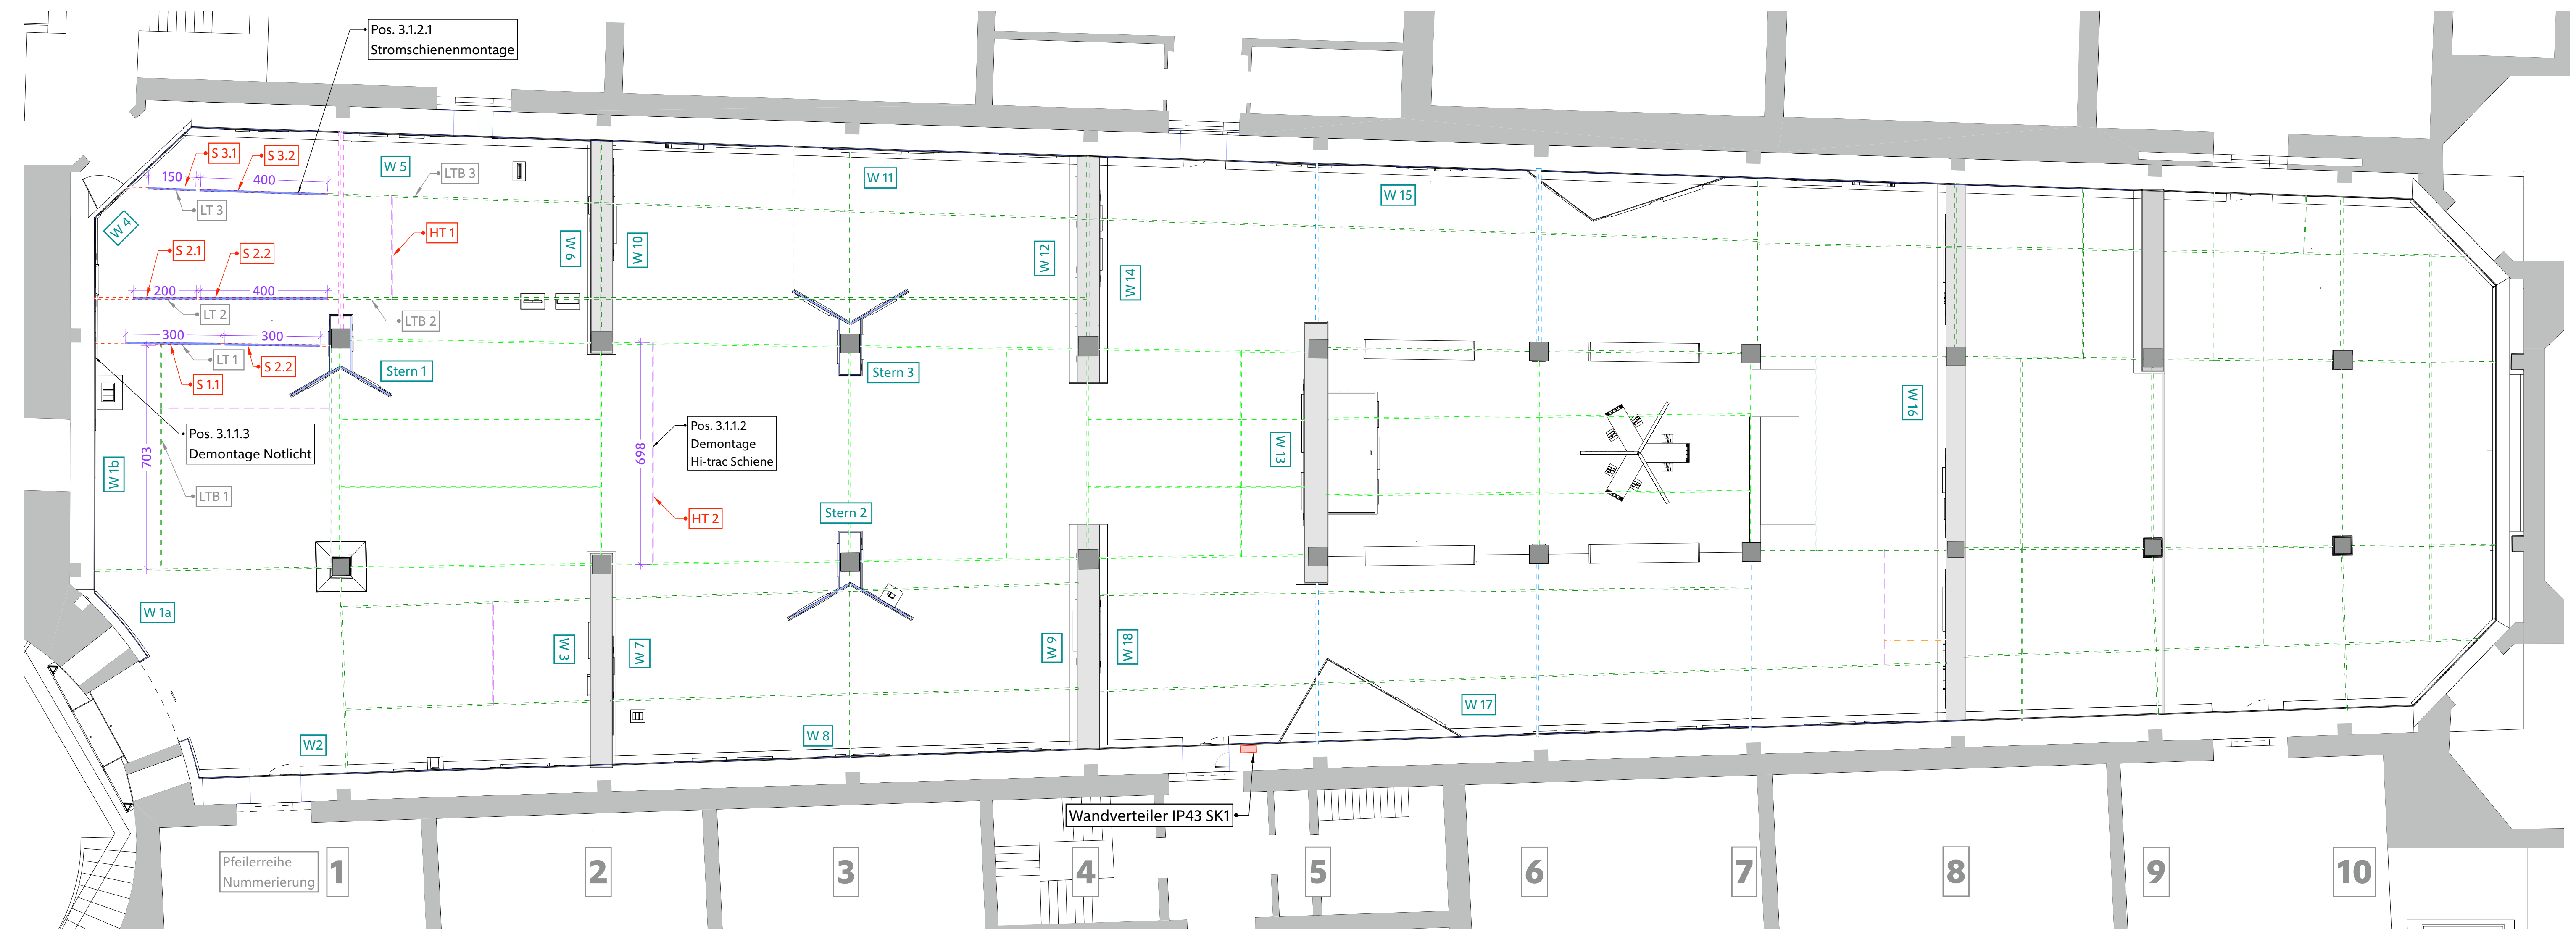 Pos. 3.1.2.1
Stromschienenmontage
S 3.1
S 3.2
150
400
LT 3
W 4
W 5
LTB 3
HT 1
S 2.1
S 2.2
200
400
LT 2
LTB 2
300
300
LT 1
S 2.2
S 1.1
Stern 1
Pos. 3.1.1.3
Demontage Notlicht
703
W 1b
LTB 1
W 1a
W2
W 6
W 10
698
Pos. 3.1.1.2
Demontage
Hi-trac Schiene
HT 2
W 3
W 7
W 11
Stern 3
Stern 2
W 8
W 12
W 14
W 9
W 18
W 15
W 13
W 17
W 16
Wandverteiler IP43 SK1
Pfeilerreihe
Nummerierung
1
2
3
4
5
6
7
8
9
10